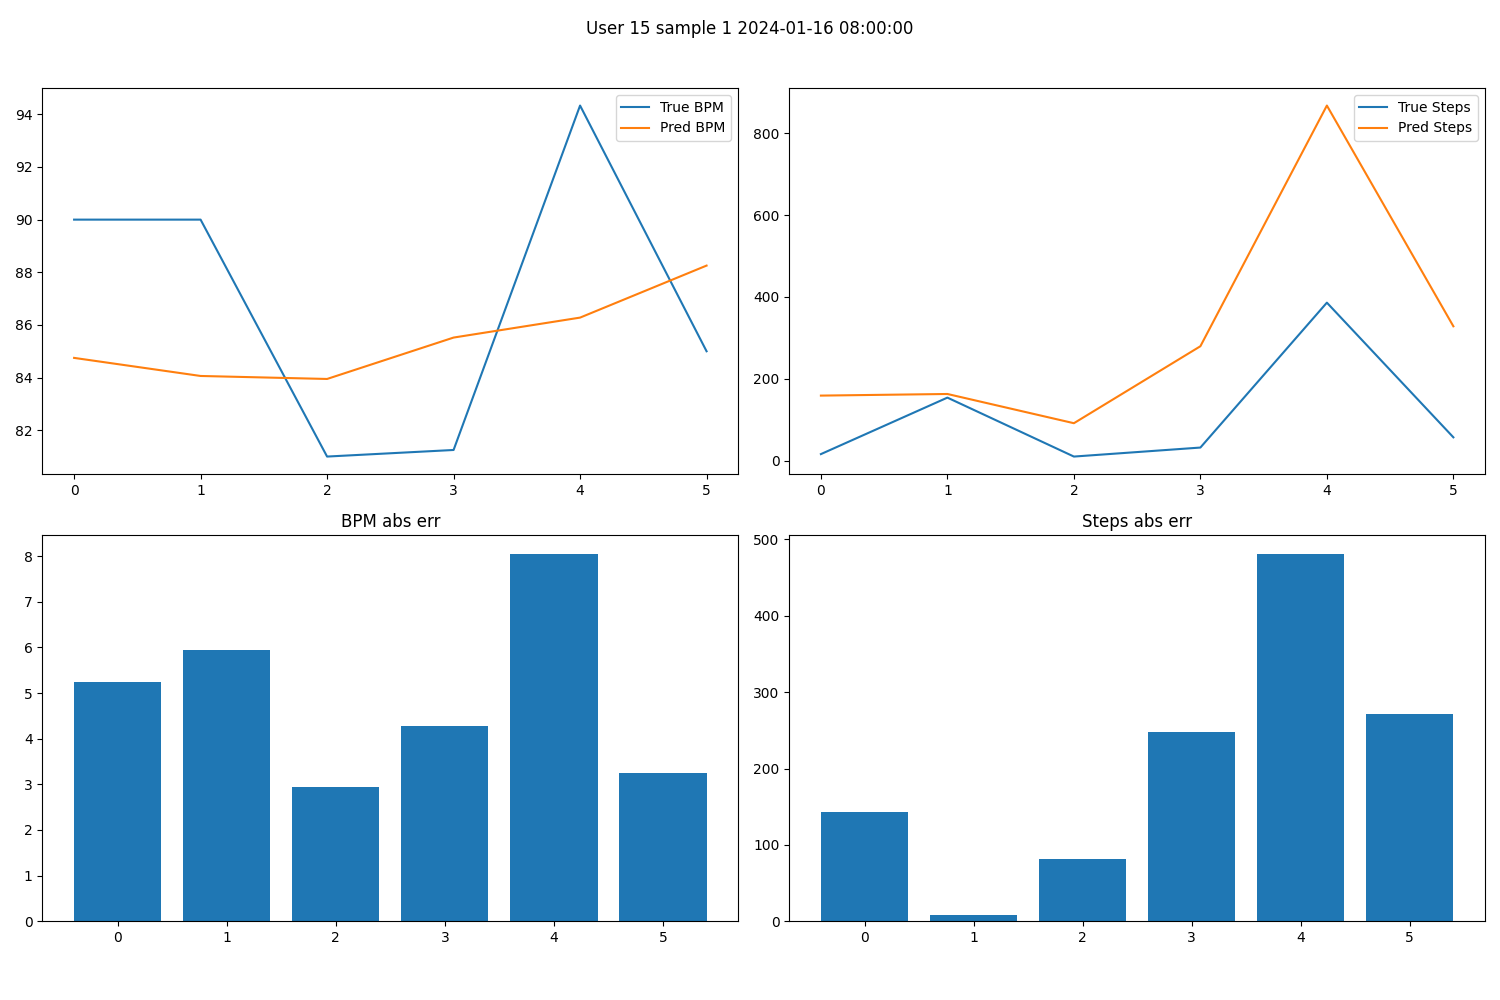 User 15 sample 1 2024-01-16 08:00:00
True BPM
Pred BPM
94
92
90
88
86
84
82
0 1 2 3 4 5
True Steps
Pred Steps
800
600
400
200
0
0 1 2 3 4 5
BPM abs err
8
7
6
5
4
3
2
1
0
0 1 2 3 4 5
Steps abs err
500
400
300
200
100
0
0 1 2 3 4 5